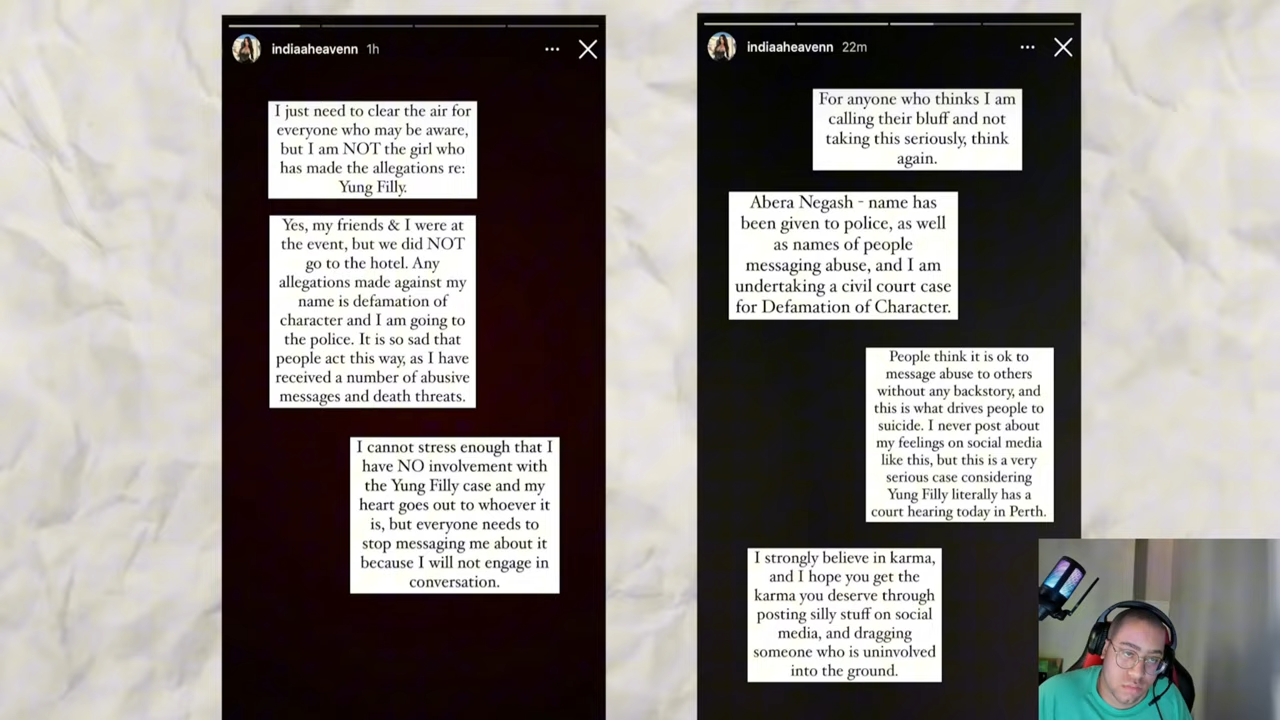 indiaaheavenn 1h
I just need to clear the air for
everyone who may be aware,
but I am NOT the girl who
has made the allegations re:
Yung Filly.
Yes, my friends & I were at
the event, but we did NOT
go to the hotel. Any
allegations made against my
name is defamation of
character and I am going to
the police. It is so sad that
people act this way, as I have
received a number of abusive
messages and death threats.
I cannot stress enough that I
have NO involvement with
the Yung Filly case and my
heart goes out to whoever it
is, but everyone needs to
stop messaging me about it
because I will not engage in
conversation.
indiaaheavenn 22m
For anyone who thinks I am
calling their bluff and not
taking this seriously, think
again.
Abera Negash - name has
been given to police, as well
as names of people
messaging abuse, and I am
undertaking a civil court case
for Defamation of Character.
People think it is ok to
message abuse to others
without any backstory, and
this is what drives people to
suicide. I never post about
my feelings on social media
like this, but this is a very
serious case considering
Yung Filly literally has a
court hearing today in Perth.
I strongly believe in karma,
and I hope you get the
karma you deserve through
posting silly stuff on social
media, and dragging
someone who is uninvolved
into the ground.